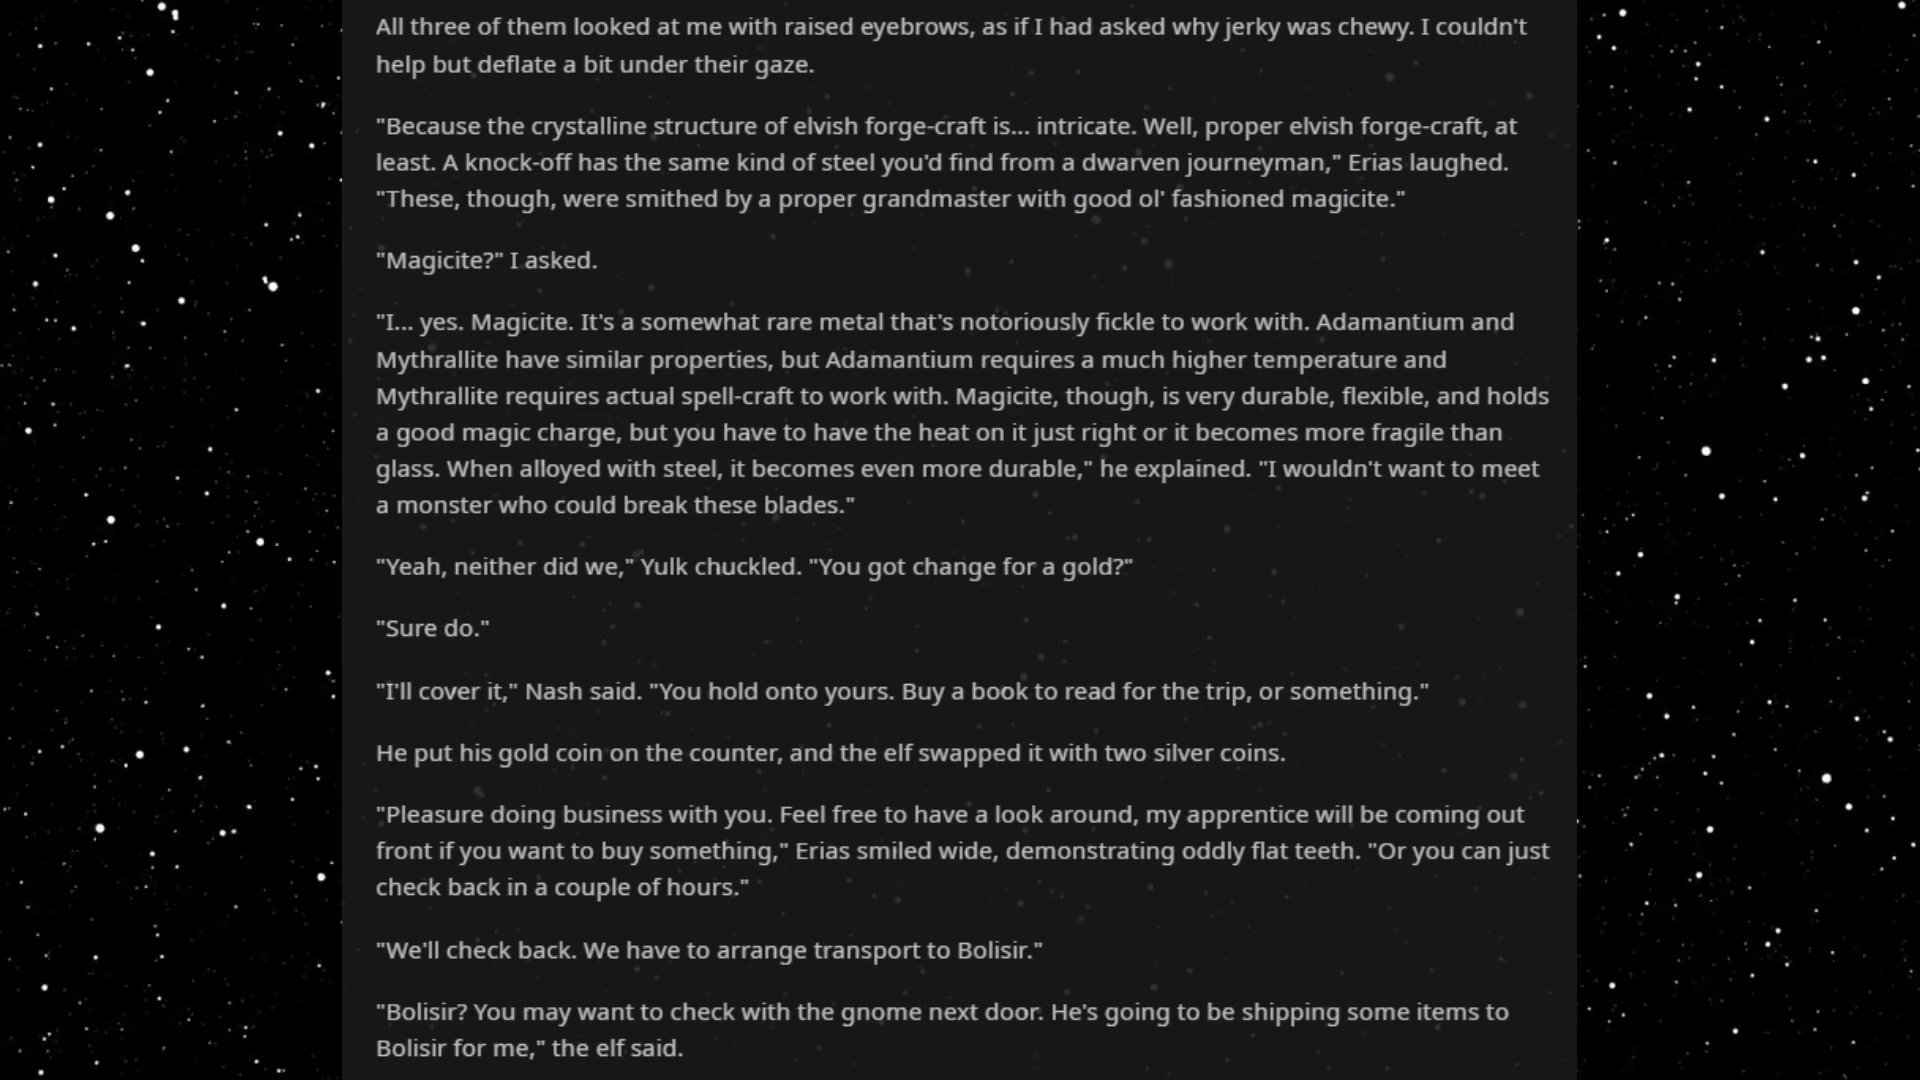 All three of them looked at me with raised eyebrows, as if I had asked why jerky was chewy. I couldn't
help but deflate a bit under their gaze.
"Because the crystalline structure of elvish forge-craft is... intricate. Well, proper elvish forge-craft, at
least. A knock-off has the same kind of steel you'd find from a dwarven journeyman," Erias laughed.
"These, though, were smithed by a proper grandmaster with good ol' fashioned magicite."
"Magicite?" I asked.
"I... yes. Magicite. It's a somewhat rare metal that's notoriously fickle to work with. Adamantium and
Mythrallite have similar properties, but Adamantium requires a much higher temperature and
Mythrallite requires actual spell-craft to work with. Magicite, though, is very durable, flexible, and holds
a good magic charge, but you have to have the heat on it just right or it becomes more fragile than
glass. When alloyed with steel, it becomes even more durable," he explained. "I wouldn't want to meet
a monster who could break these blades."
"Yeah, neither did we," Yulk chuckled. "You got change for a gold?"
"Sure do."
"I'll cover it," Nash said. "You hold onto yours. Buy a book to read for the trip, or something."
He put his gold coin on the counter, and the elf swapped it with two silver coins.
"Pleasure doing business with you. Feel free to have a look around, my apprentice will be coming out
front if you want to buy something," Erias smiled wide, demonstrating oddly flat teeth. "Or you can just
check back in a couple of hours."
"We'll check back. We have to arrange transport to Bolisir."
"Bolisir? You may want to check with the gnome next door. He's going to be shipping some items to
Bolisir for me," the elf said.